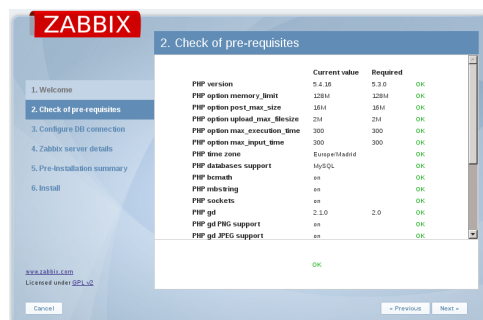 ZABBIX
2. Check of pre-requisites
1. Welcome
2. Check of pre-requisites
3. Configure DB connection
4. Zabbix server details
5. Pre-Installation summary
6. Install
Current value Required
PHP version 5.4.16 5.3.0 OK
PHP option memory_limit 128M 128M OK
PHP option post_max_size 16M 16M OK
PHP option upload_max_filesize 2M 2M OK
PHP option max_execution_time 300 300 OK
PHP option max_input_time 300 300 OK
PHP time zone Europe/Madrid OK
PHP databases support MySQL OK
PHP bcmath on OK
PHP mbstring on OK
PHP sockets on OK
PHP gd 2.1.0 2.0 OK
PHP gd PNG support on OK
PHP gd JPEG support on OK
OK
www.zabbix.com
Licensed under GPL v2
Cancel
« Previous Next »